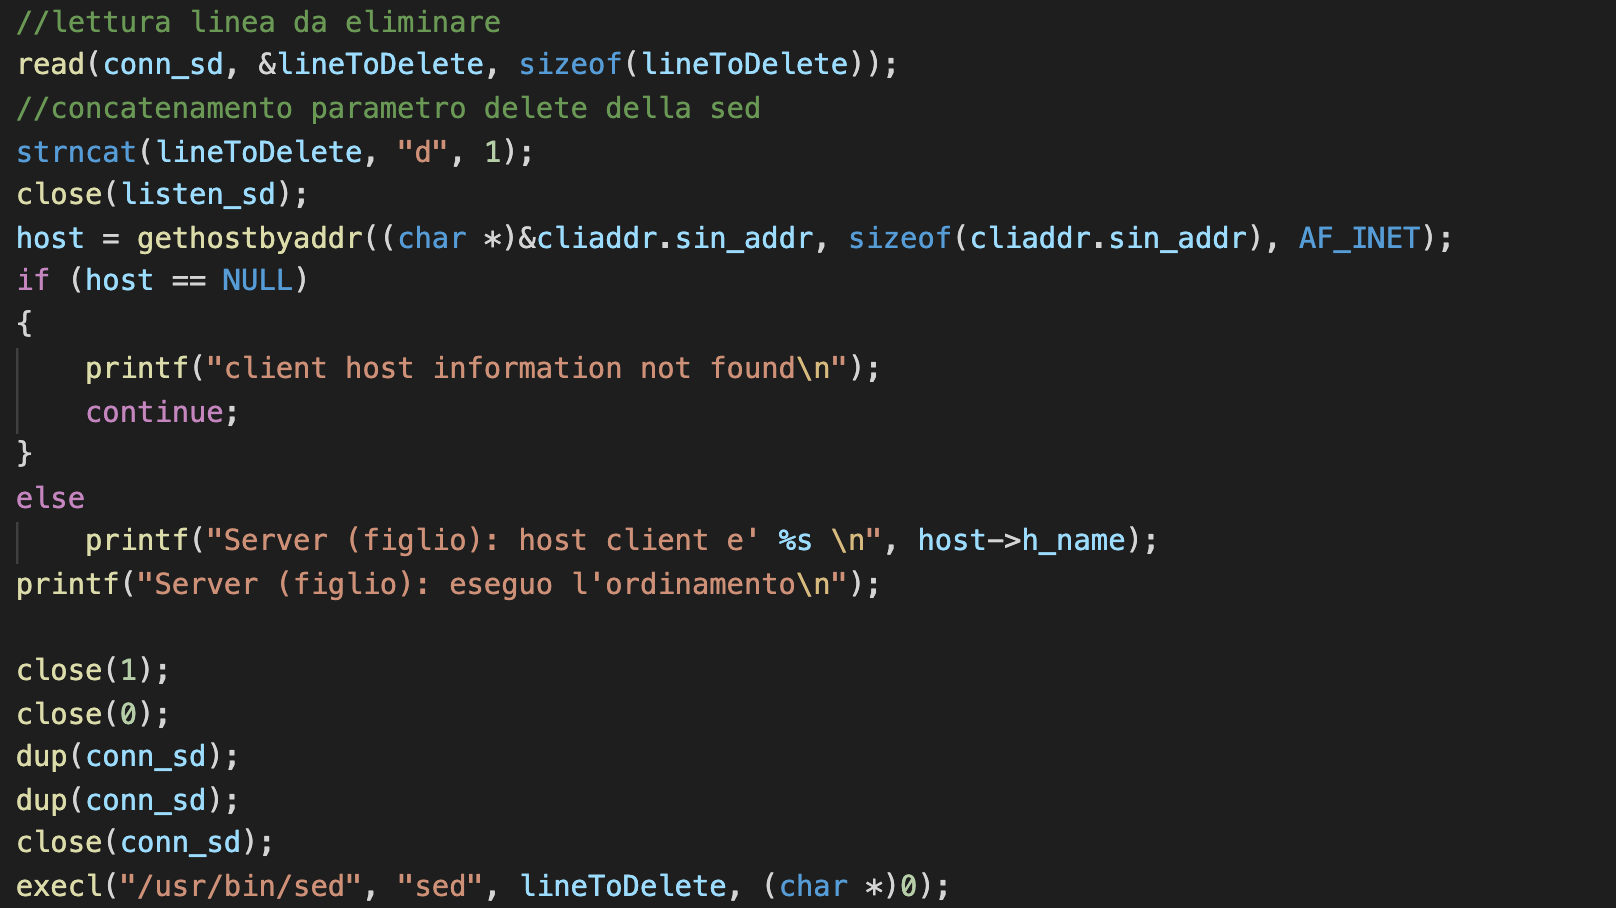 //lettura linea da eliminare
read(conn_sd, &lineToDelete, sizeof(lineToDelete));
//concatenamento parametro delete della sed
strncat(lineToDelete, "d", 1);
close(listen_sd);
host = gethostbyaddr((char *)&cliaddr.sin_addr, sizeof(cliaddr.sin_addr), AF_INET);
if (host == NULL)
{
    printf("client host information not found\n");
    continue;
}
else
    printf("Server (figlio): host client e' %s \n", host->h_name);
printf("Server (figlio): eseguo l'ordinamento\n");

close(1);
close(0);
dup(conn_sd);
dup(conn_sd);
close(conn_sd);
execl("/usr/bin/sed", "sed", lineToDelete, (char *)0);